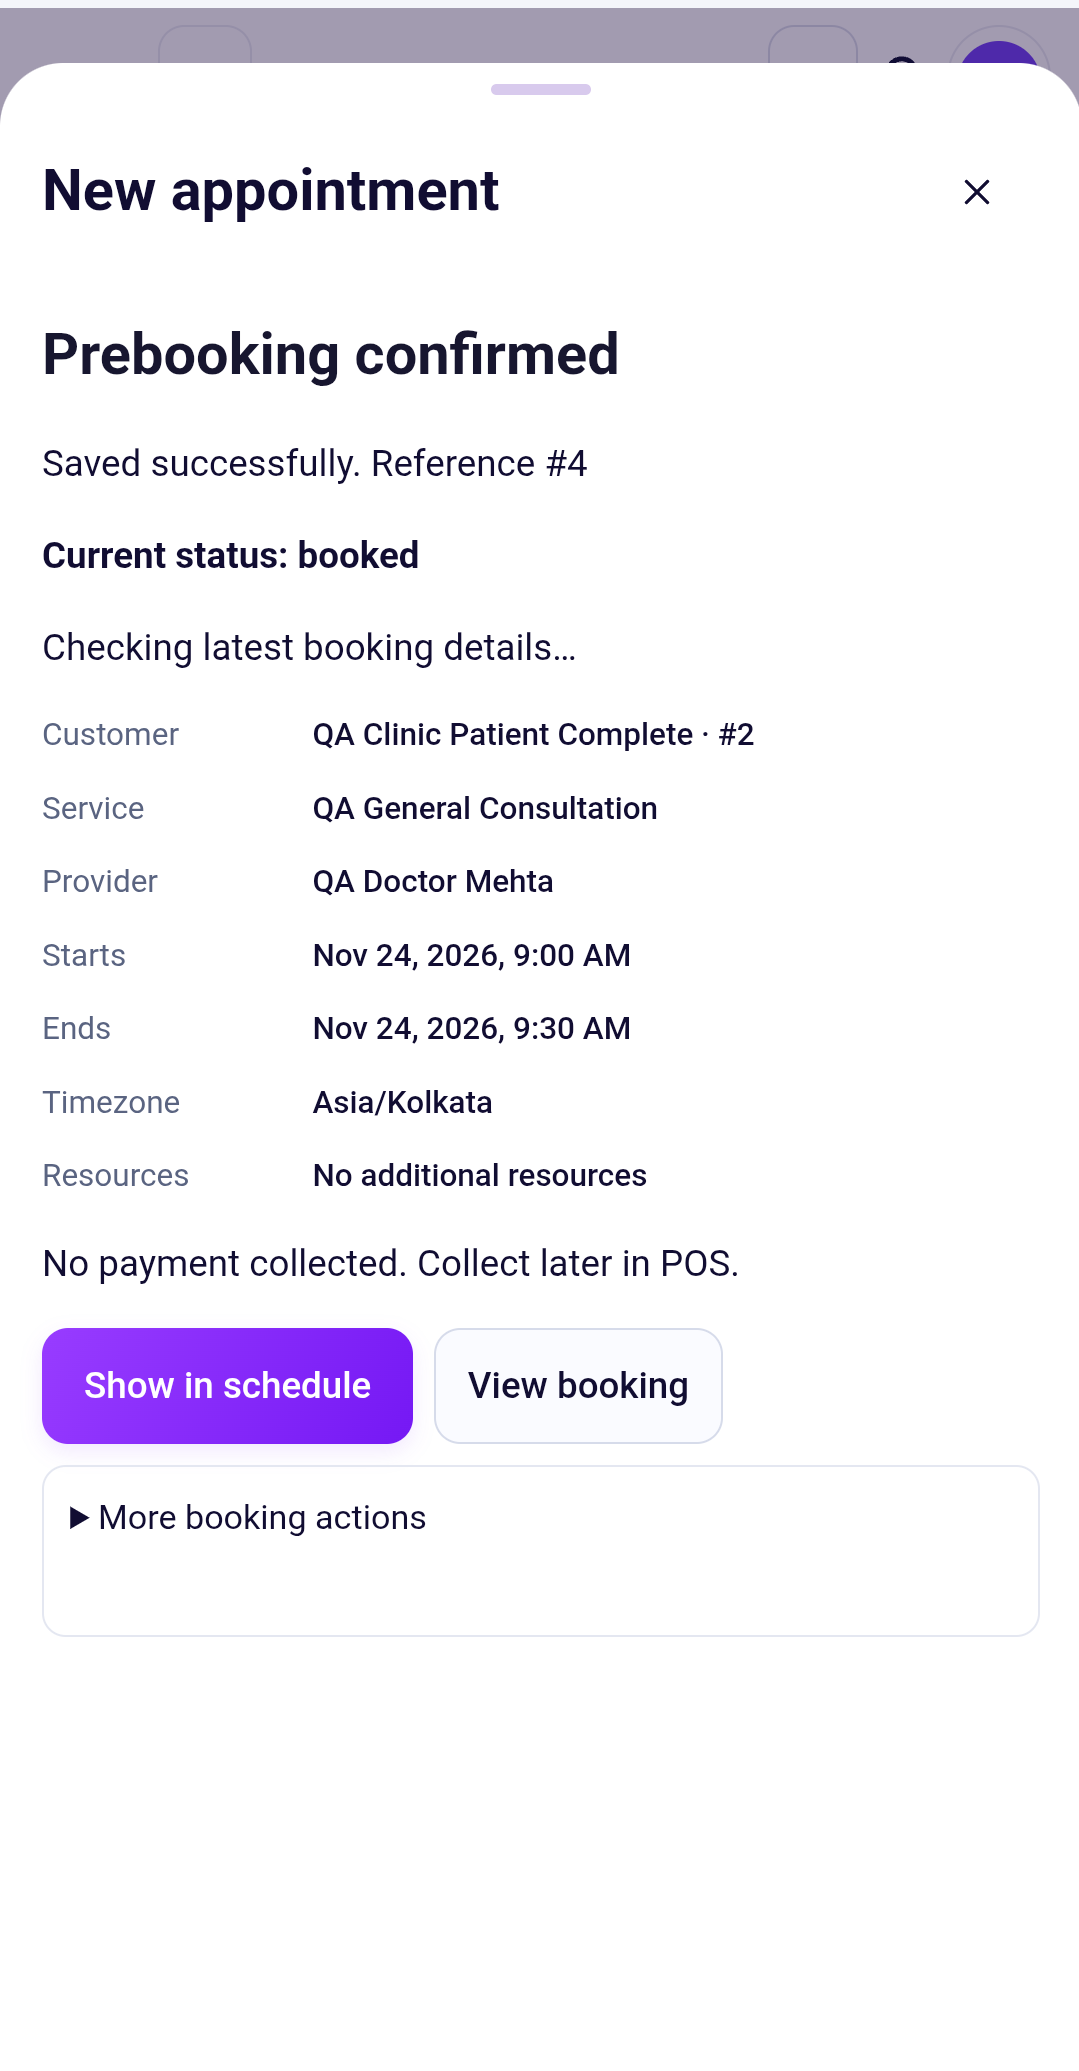 New appointment
Prebooking confirmed
Saved successfully. Reference #4
Current status: booked
Checking latest booking details…
Customer QA Clinic Patient Complete · #2
Service QA General Consultation
Provider QA Doctor Mehta
Starts Nov 24, 2026, 9:00 AM
Ends Nov 24, 2026, 9:30 AM
Timezone Asia/Kolkata
Resources No additional resources
No payment collected. Collect later in POS.
Show in schedule View booking
More booking actions